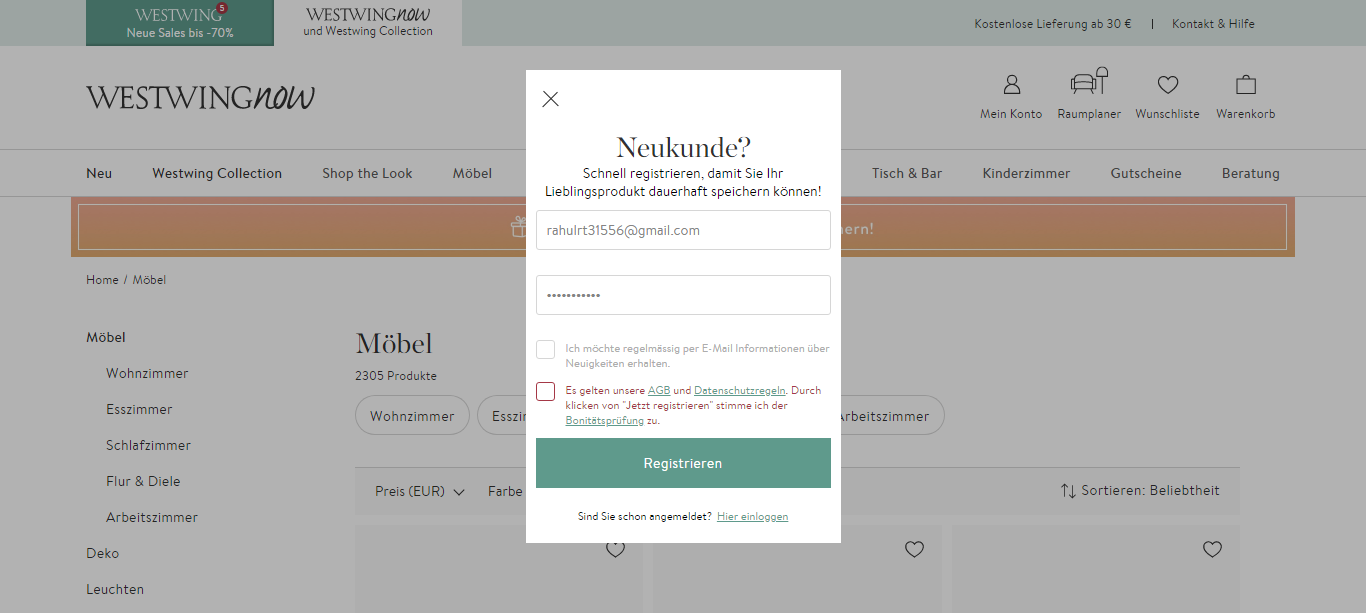 WESTWING 5
Neue Sales bis -70%
WESTWINGnow
und Westwing Collection
Kostenlose Lieferung ab 30 € | Kontakt & Hilfe
WESTWINGnow
Mein Konto Raumplaner Wunschliste Warenkorb
Neu Westwing Collection Shop the Look Möbel Tisch & Bar Kinderzimmer Gutscheine Beratung
Home / Möbel
Möbel
Wohnzimmer
Esszimmer
Schlafzimmer
Flur & Diele
Arbeitszimmer
Deko
Leuchten
Möbel
2305 Produkte
Wohnzimmer
Arbeitszimmer
Preis (EUR) Farbe
Sortieren: Beliebtheit
Neukunde?
Schnell registrieren, damit Sie Ihr
Lieblingsprodukt dauerhaft speichern können!
rahulrt31556@gmail.com
•••••••••••
Ich möchte regelmässig per E-Mail Informationen über
Neuigkeiten erhalten.
Es gelten unsere AGB und Datenschutzregeln. Durch
klicken von "Jetzt registrieren" stimme ich der
Bonitätsprüfung zu.
Registrieren
Sind Sie schon angemeldet? Hier einloggen